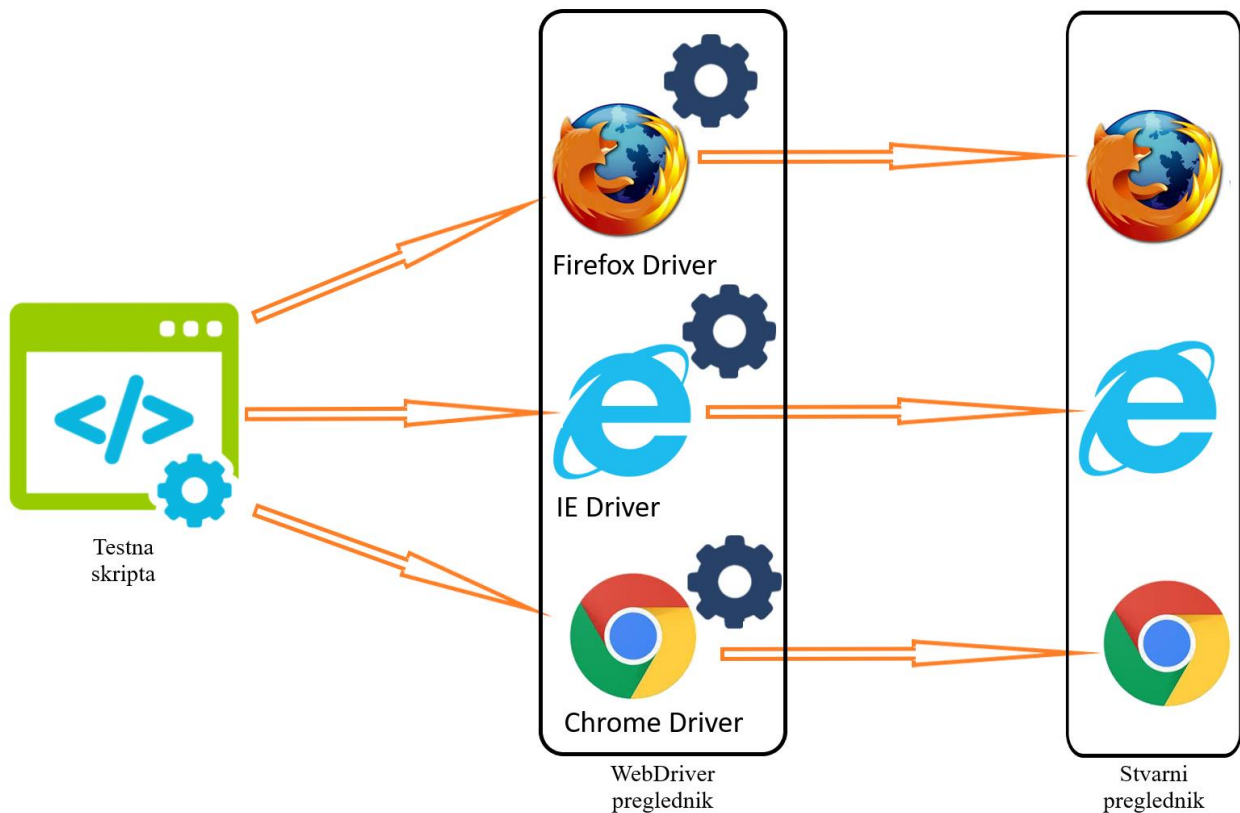 Firefox Driver
IE Driver
Testna
skripta
Chrome Driver
WebDriver
preglednik
Stvarni
preglednik